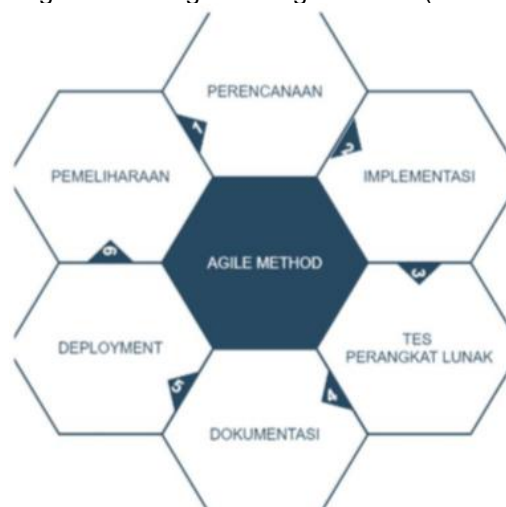 PERENCANAAN
1
2
PEMELIHARAAN
IMPLEMENTASI
6
AGILE METHOD
3
DEPLOYMENT
TES
PERANGKAT LUNAK
5
4
DOKUMENTASI